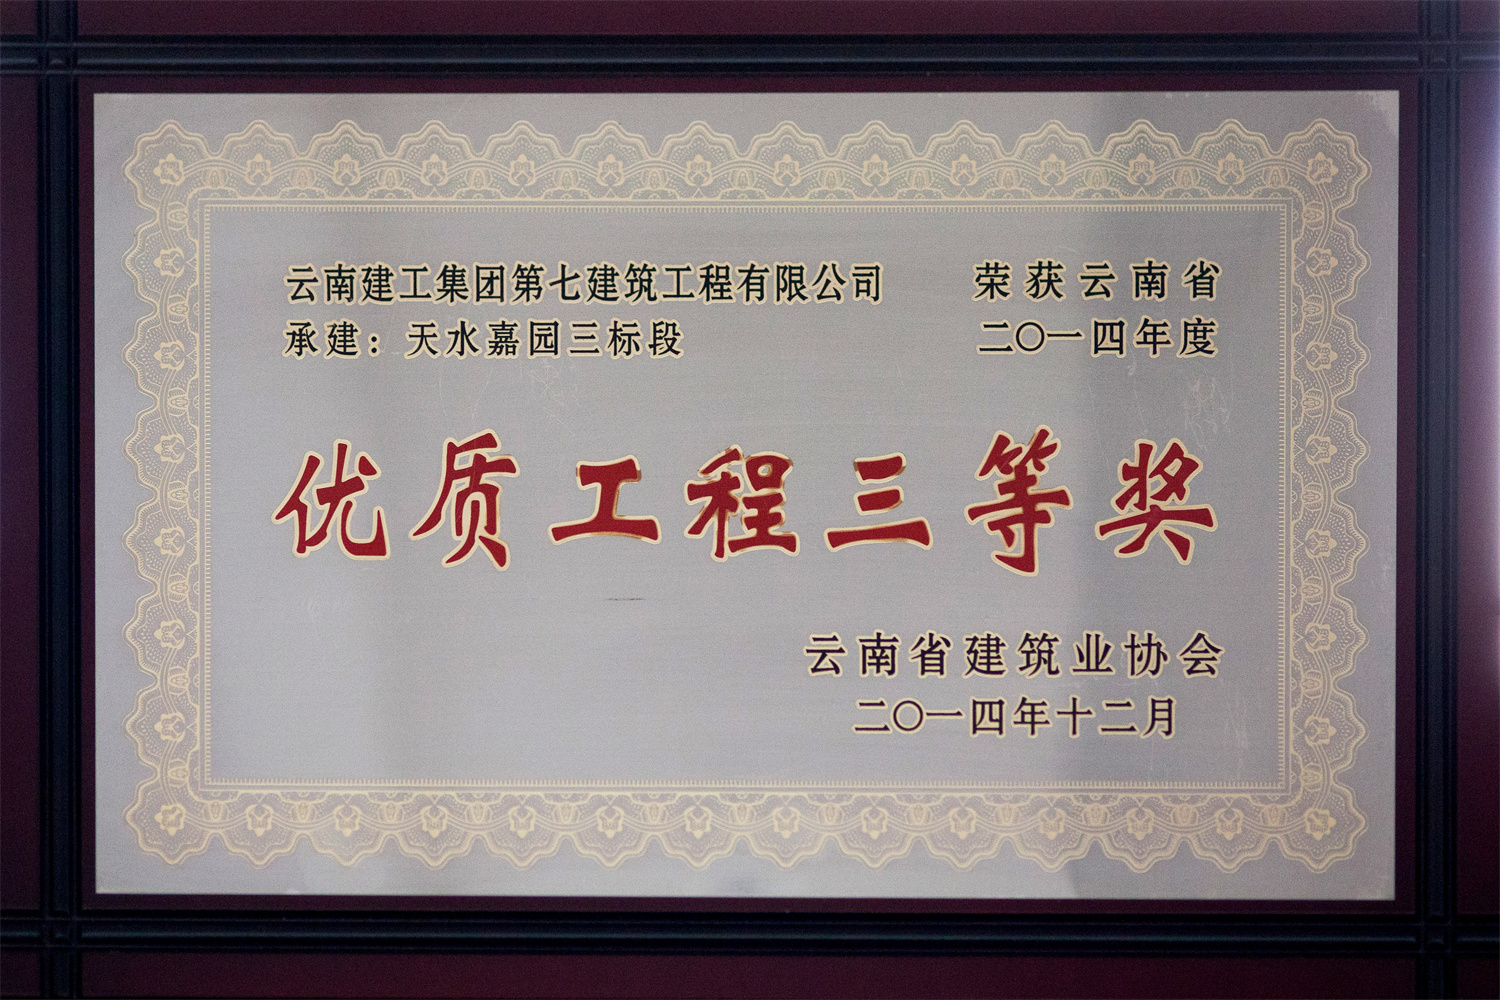 云南建工集团第七建筑工程有限公司 荣获云南省
承建：天水嘉园三标段 二〇一四年度
优质工程三等奖
云南省建筑业协会
二〇一四年十二月